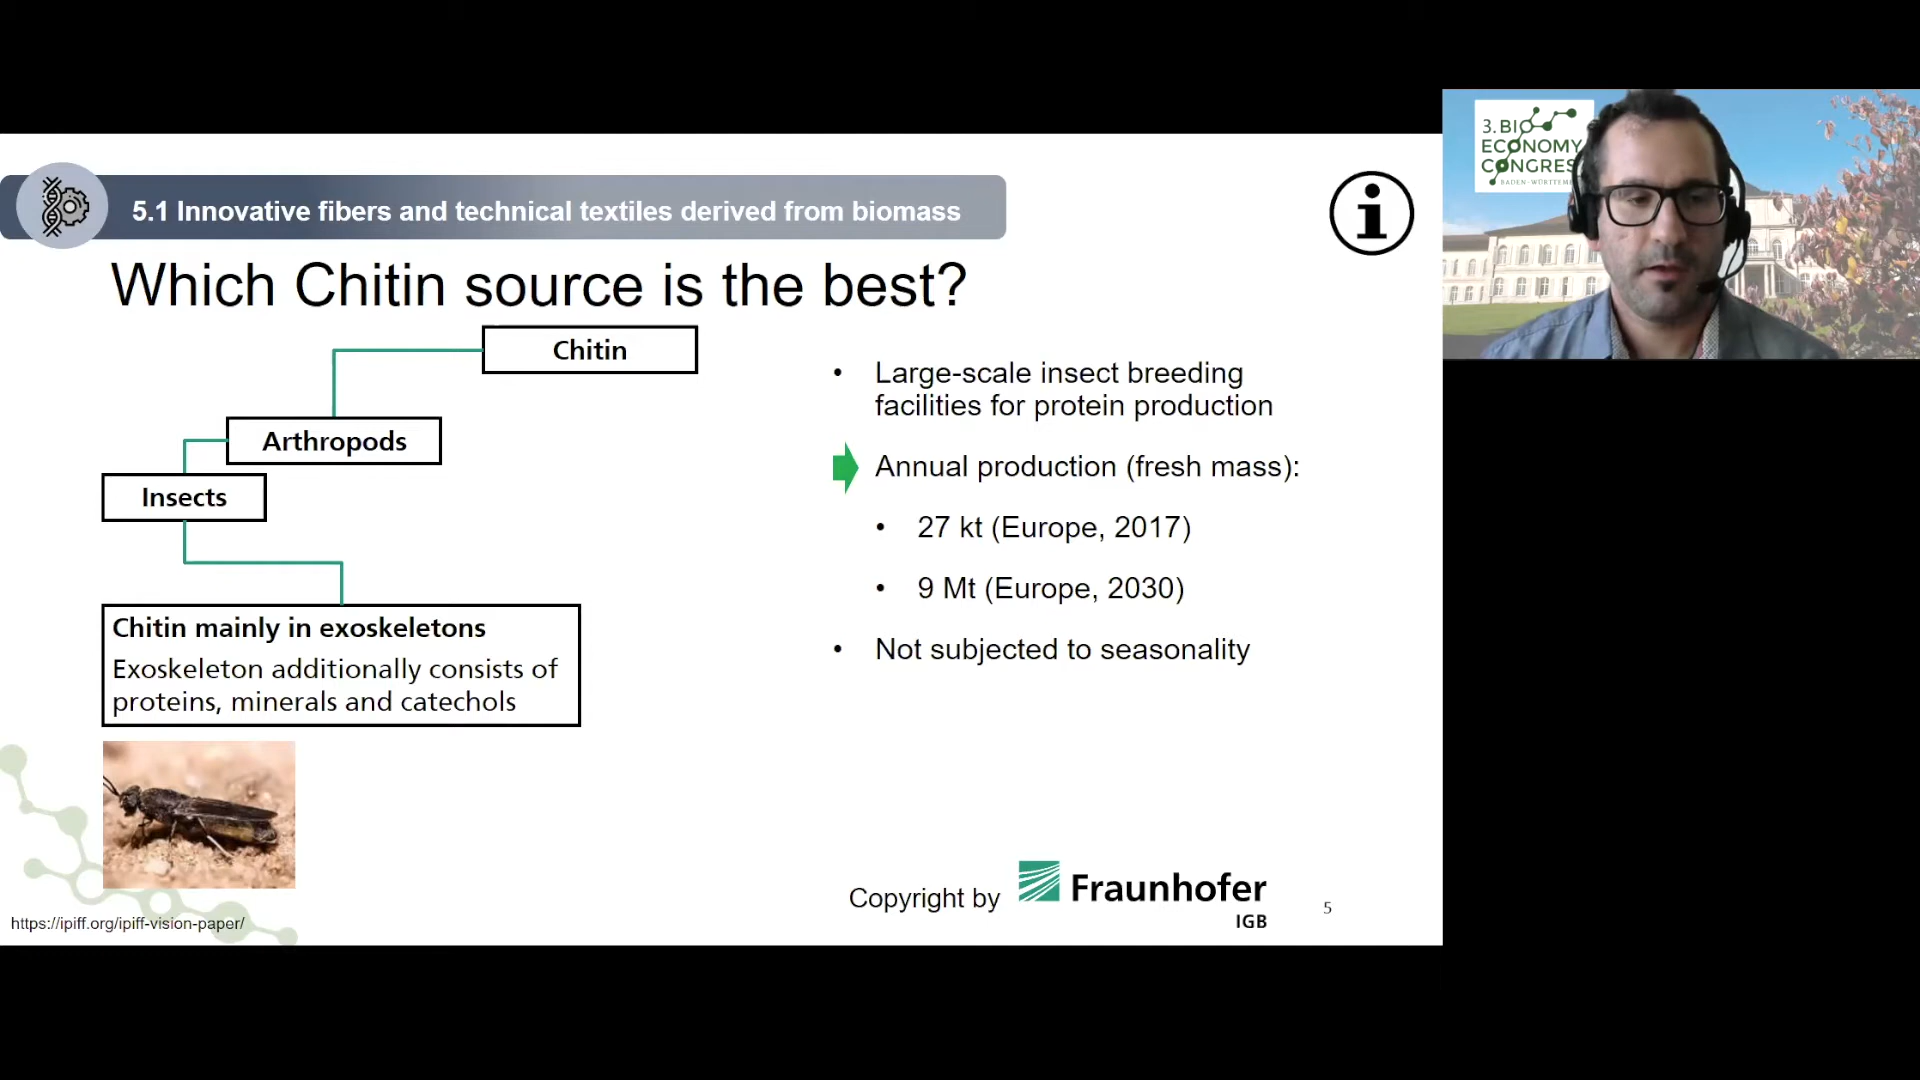 5.1 Innovative fibers and technical textiles derived from biomass
Which Chitin source is the best?
Chitin
Arthropods
Insects
Chitin mainly in exoskeletons
Exoskeleton additionally consists of
proteins, minerals and catechols
• Large-scale insect breeding
facilities for protein production
Annual production (fresh mass):
• 27 kt (Europe, 2017)
• 9 Mt (Europe, 2030)
• Not subjected to seasonality
https://ipiff.org/ipiff-vision-paper/
Copyright by
Fraunhofer
IGB
5
3. BIO
ECONOMY
CONGRES
BADEN-WÜRTTEM